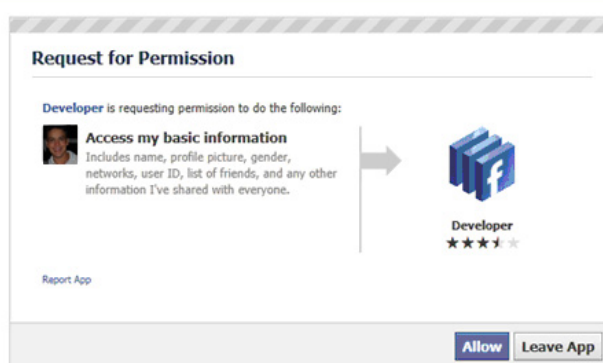 Request for Permission
Developer is requesting permission to do the following:
Access my basic information
Includes name, profile picture, gender,
networks, user ID, list of friends, and any other
information I've shared with everyone.
Developer
Report App
Allow Leave App